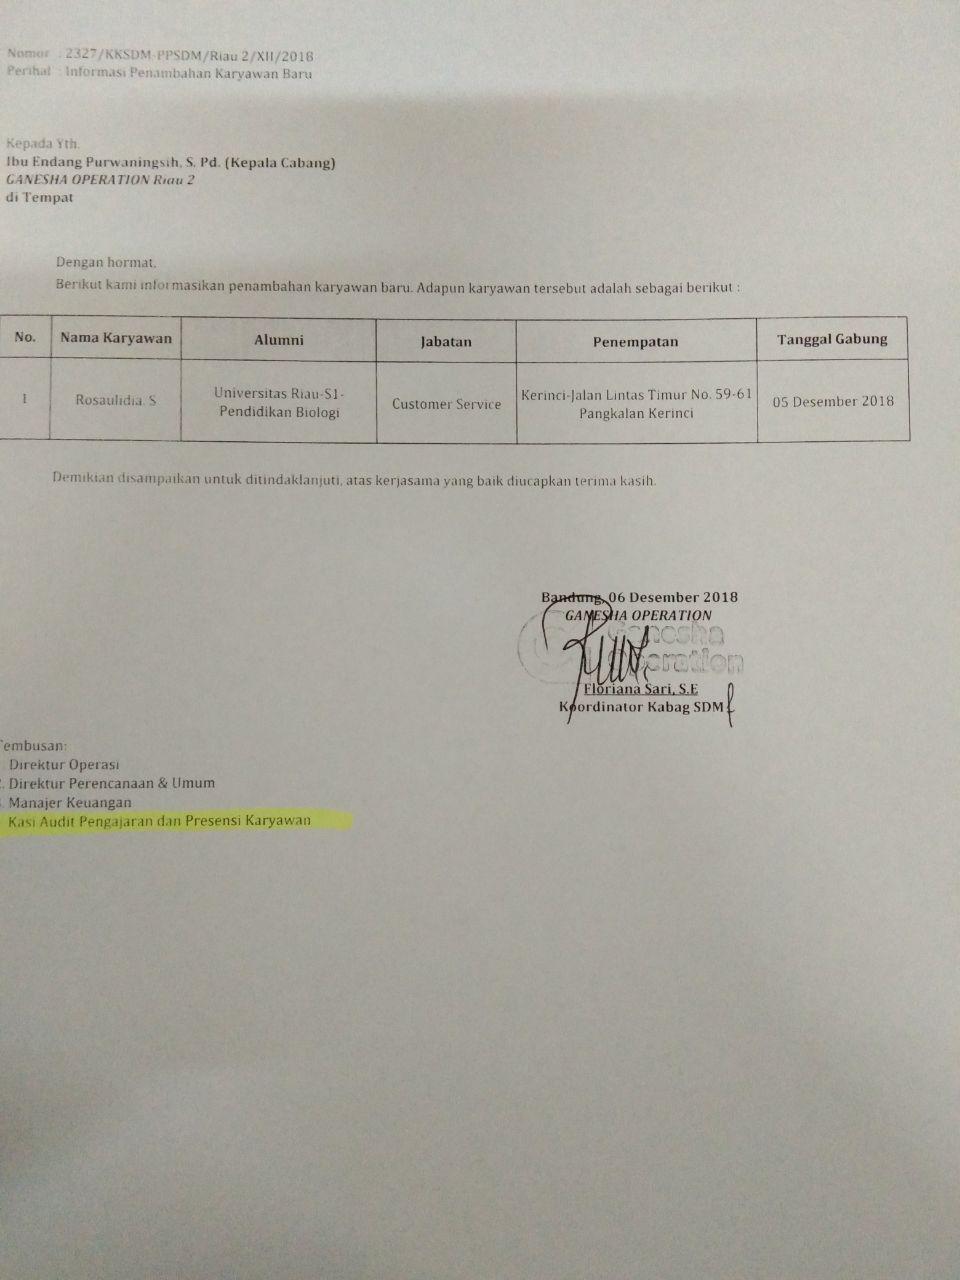 Nomor : 2327/KKSDM-PPSDM/Riau 2/XII/2018
Perihal : Informasi Penambahan Karyawan Baru
Kepada Yth.
Ibu Endang Purwaningsih, S. Pd. (Kepala Cabang)
GANESHA OPERATION Riau 2
di Tempat
Dengan hormat,
Berikut kami informasikan penambahan karyawan baru. Adapun karyawan tersebut adalah sebagai berikut :
No. Nama Karyawan Alumni Jabatan Penempatan Tanggal Gabung
1 Rosaulidia. S Universitas Riau-S1- Customer Service Kerinci-Jalan Lintas Timur No. 59-61 05 Desember 2018
Pendidikan Biologi Pangkalan Kerinci
Demikian disampaikan untuk ditindaklanjuti, atas kerjasama yang baik diucapkan terima kasih.
Bandung, 06 Desember 2018
GANESHA OPERATION
Ganesha
Operation
Floriana Sari, S.E
Koordinator Kabag SDM
Tembusan:
Direktur Operasi
. Direktur Perencanaan & Umum
. Manajer Keuangan
Kasi Audit Pengajaran dan Presensi Karyawan